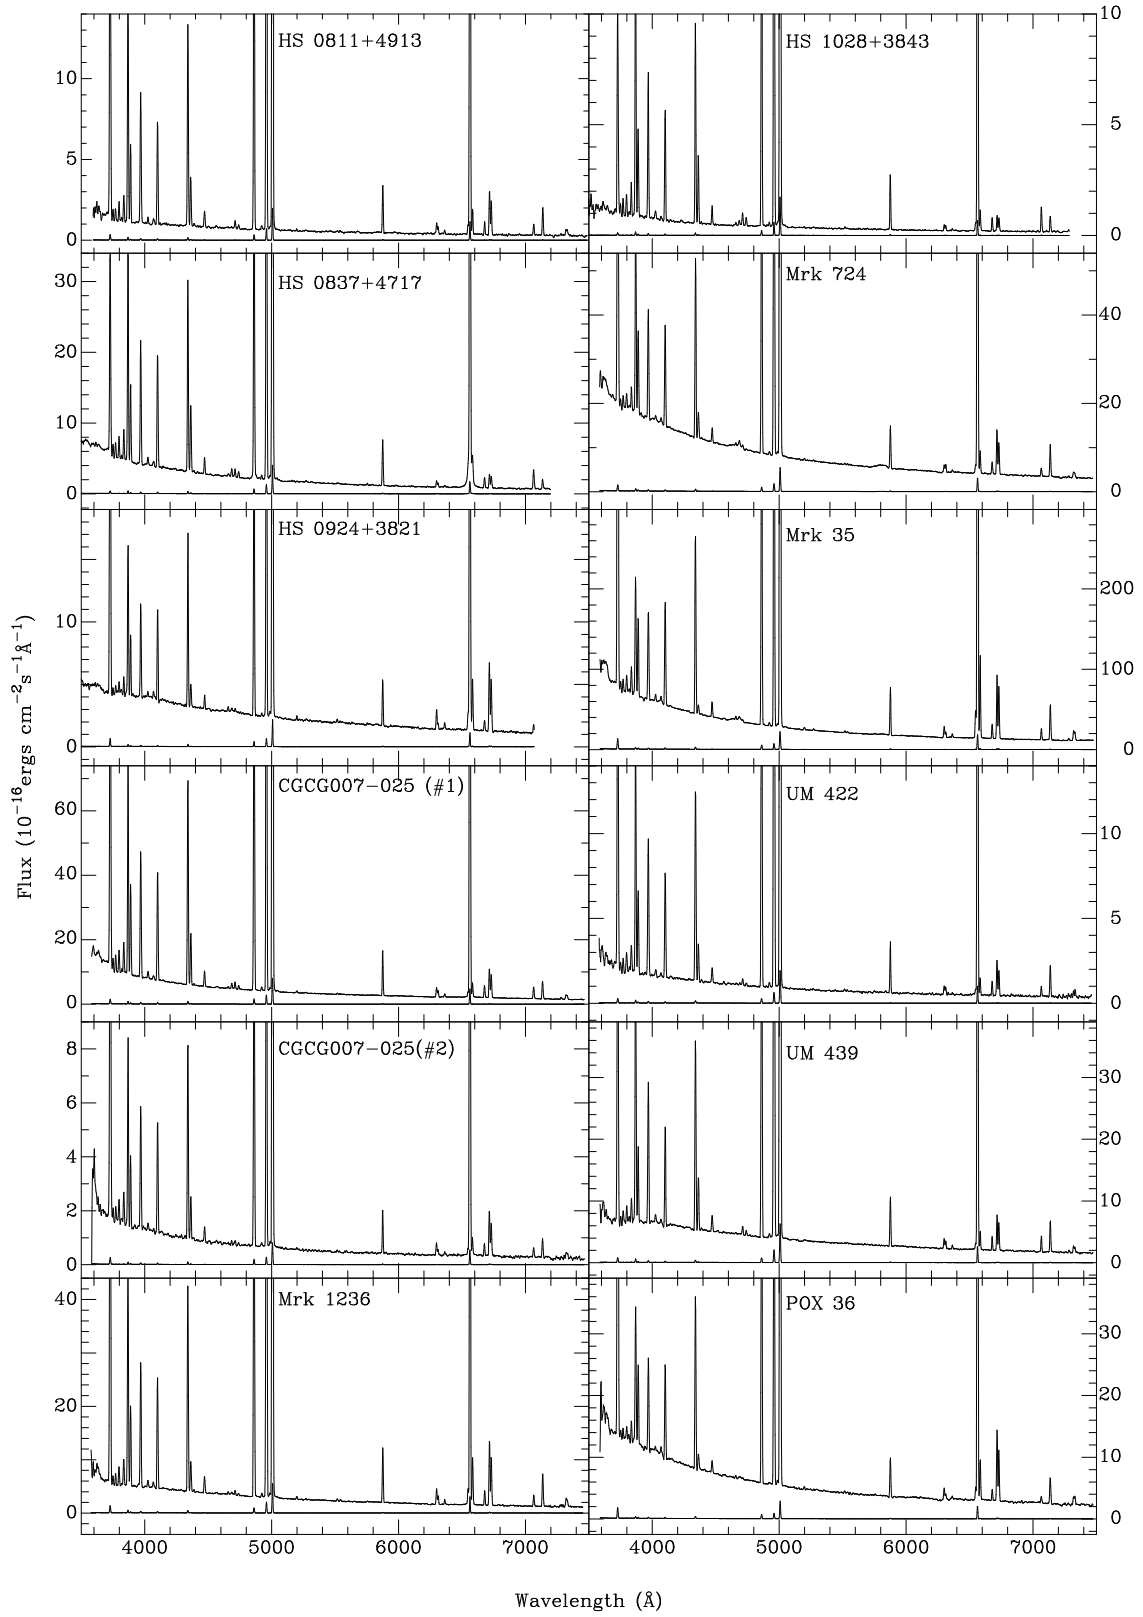 HS 0811+4913
HS 1028+3843
10
5
0
10
5
0
HS 0837+4717
Mrk 724
30
20
10
0
40
20
0
HS 0924+3821
Mrk 35
10
0
200
100
0
CGCG007−025 (#1)
UM 422
60
40
20
0
10
5
0
CGCG007−025(#2)
UM 439
8
6
4
2
0
30
20
10
0
Mrk 1236
POX 36
40
20
0
30
20
10
0
4000 5000 6000 7000
4000 5000 6000 7000
Flux (10−16ergs cm−2s−1Å−1)
Wavelength (Å)